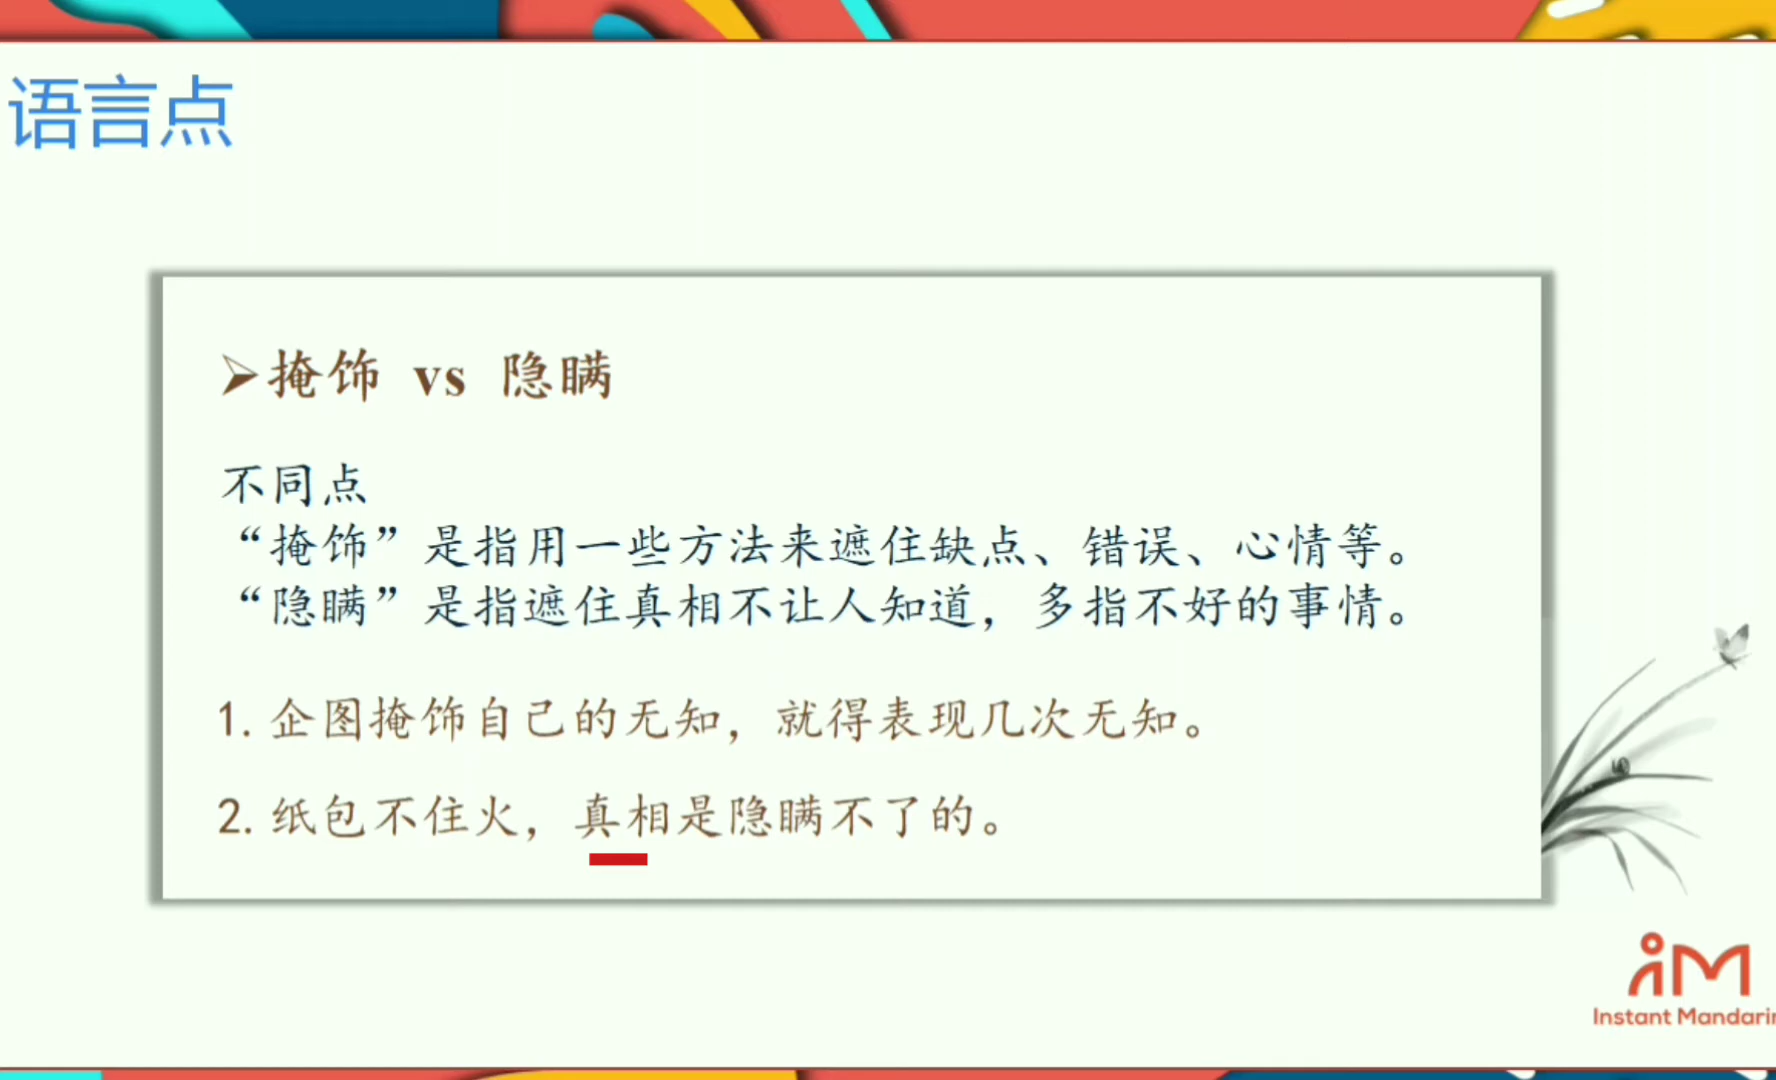 语言点
➢掩饰 vs 隐瞒
不同点
“掩饰”是指用一些方法来遮住缺点、错误、心情等。
“隐瞒”是指遮住真相不让人知道，多指不好的事情。
1. 企图掩饰自己的无知，就得表现几次无知。
2. 纸包不住火，真相是隐瞒不了的。
iM
Instant Mandarin